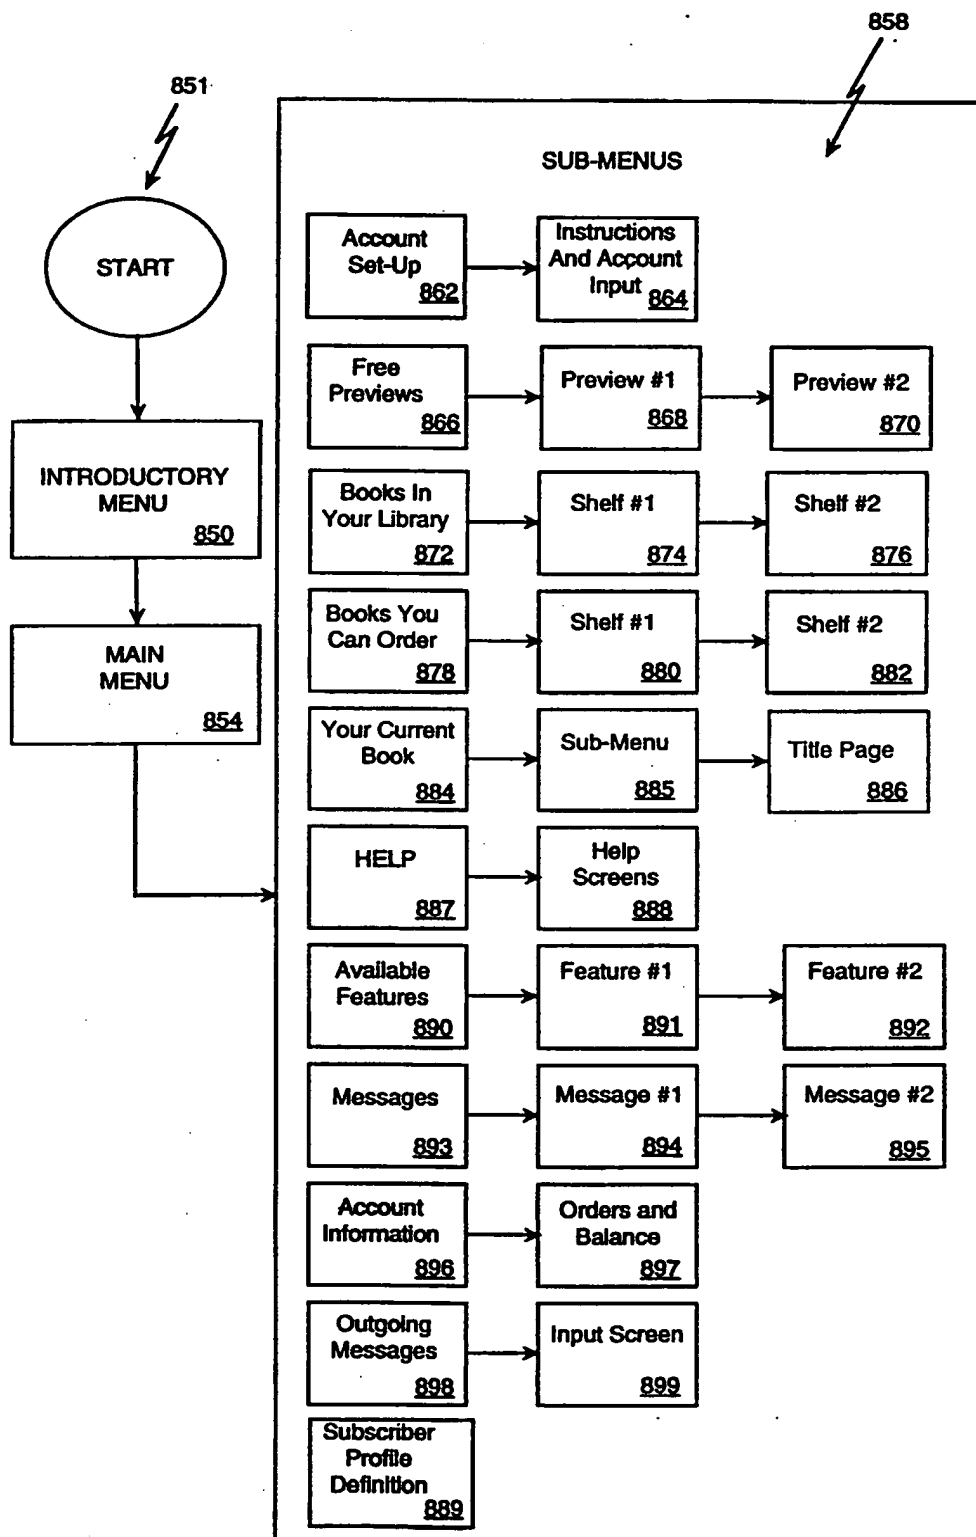 858
851
SUB-MENUS
START
INTRODUCTORY
MENU
850
MAIN
MENU
854
Account
Set-Up
862
Instructions
And Account
Input
864
Free
Previews
866
Preview #1
868
Preview #2
870
Books In
Your Library
872
Shelf #1
874
Shelf #2
876
Books You
Can Order
878
Shelf #1
880
Shelf #2
882
Your Current
Book
884
Sub-Menu
885
Title Page
886
HELP
887
Help
Screens
888
Available
Features
890
Feature #1
891
Feature #2
892
Messages
893
Message #1
894
Message #2
895
Account
Information
896
Orders and
Balance
897
Outgoing
Messages
898
Input Screen
899
Subscriber
Profile
Definition
889